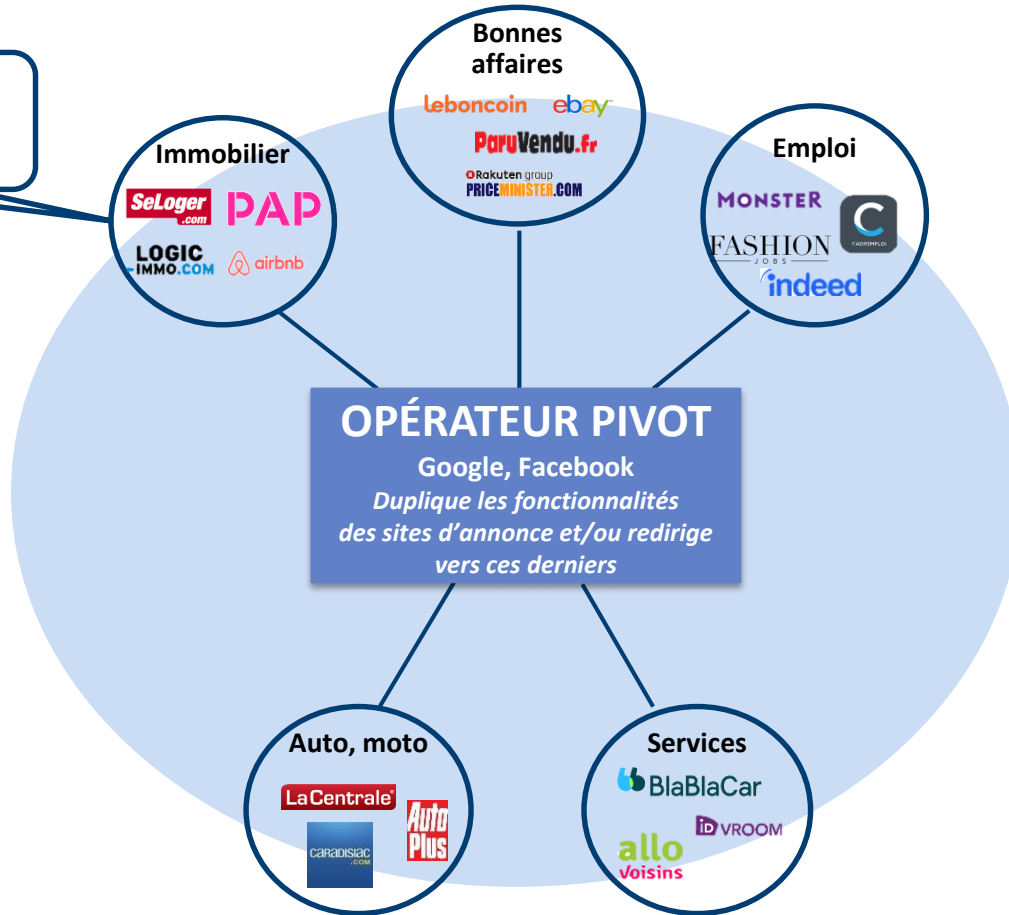 Bonnes
affaires
leboncoin ebay
ParuVendu.fr
Rakuten group
PRICEMINISTER.COM
Immobilier
SeLoger
.com
PAP
LOGIC
-IMMO.COM
airbnb
Emploi
MONSTER
C
CADREMPLOI
FASHION
JOBS
indeed
OPÉRATEUR PIVOT
Google, Facebook
Duplique les fonctionnalités
des sites d'annonce et/ou redirige
vers ces derniers
Auto, moto
La Centrale
Auto
Plus
CARADISIAC
.COM
Services
BlaBlaCar
iD VROOM
allo
voisins